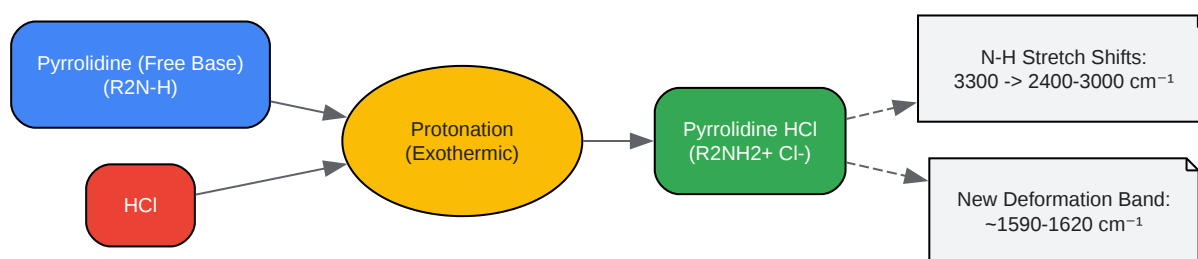 Pyrrolidine (Free Base)
(R2N-H)
HCl
Protonation
(Exothermic)
Pyrrolidine HCl
(R2NH2+ Cl-)
N-H Stretch Shifts:
3300 -> 2400-3000 cm⁻¹
New Deformation Band:
~1590-1620 cm⁻¹